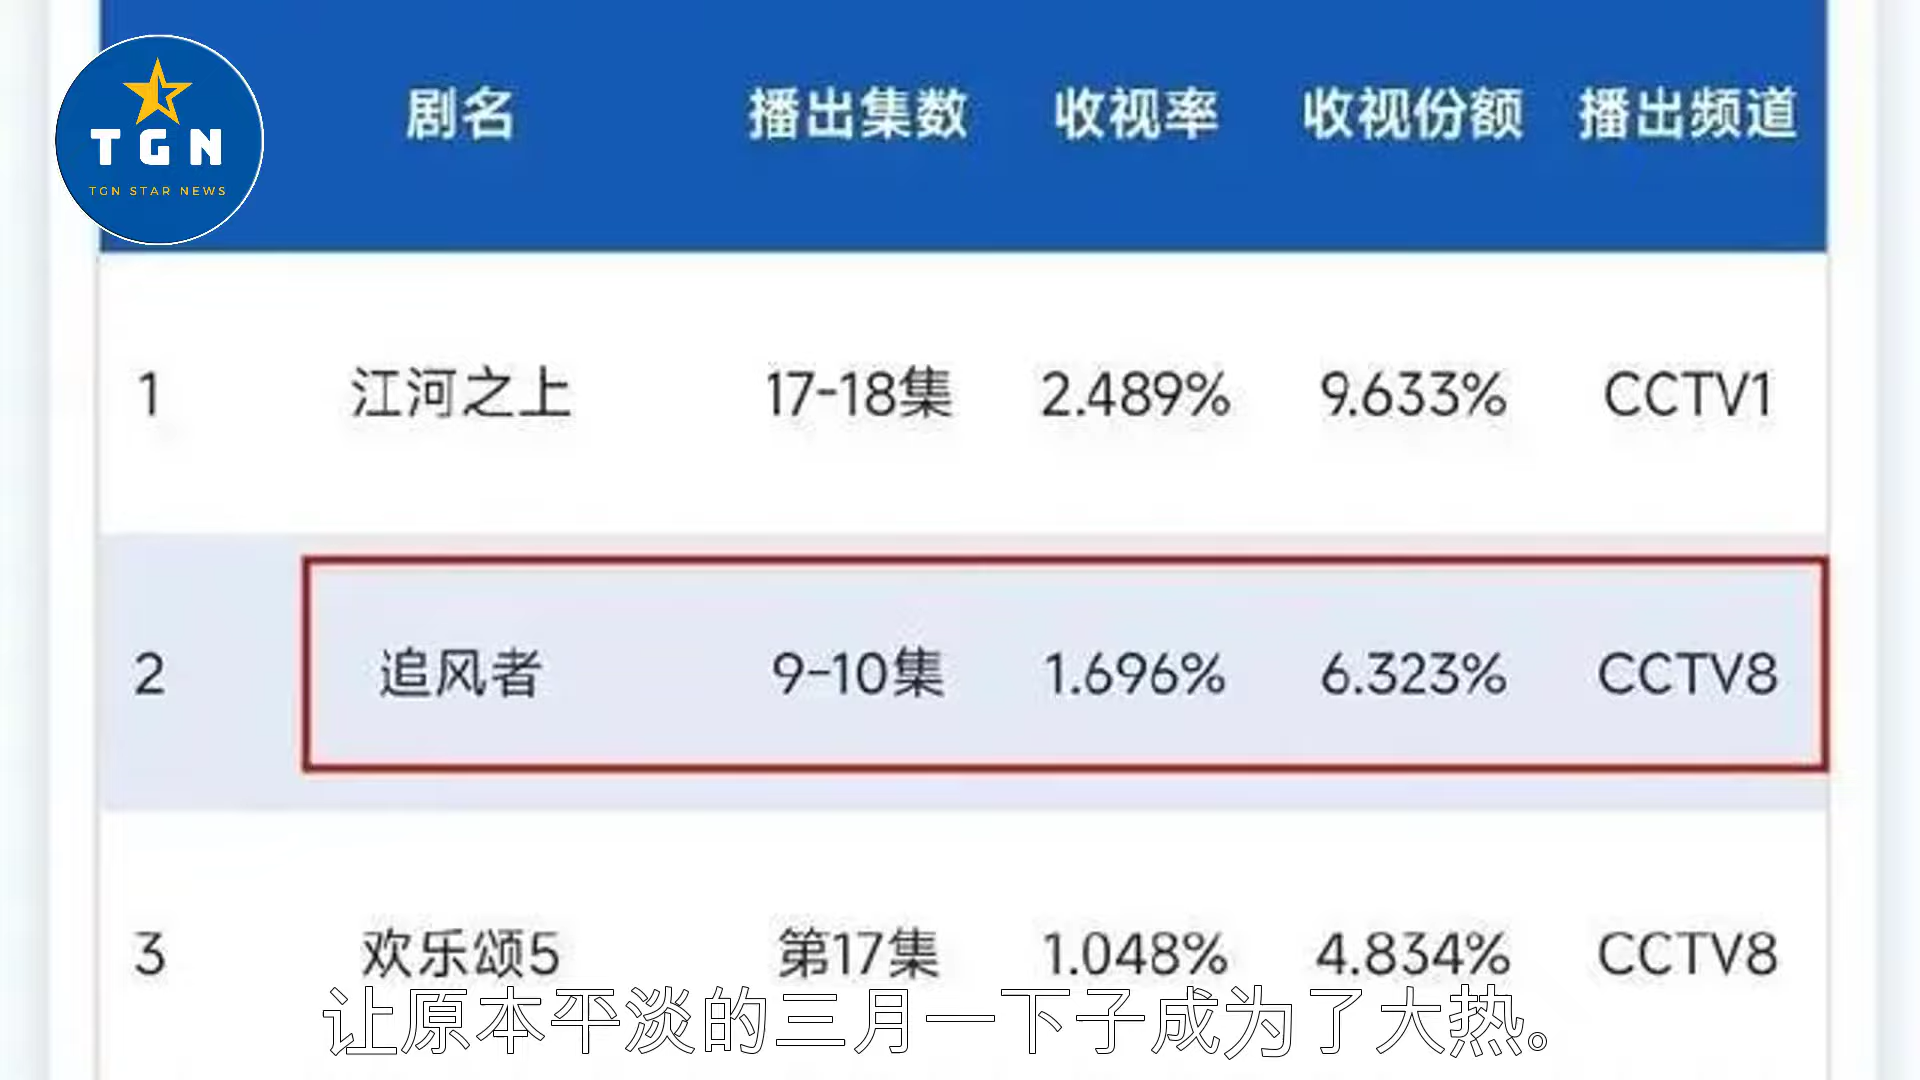 TGN
TGN STAR NEWS
剧名 播出集数 收视率 收视份额 播出频道
1 江河之上 17-18集 2.489% 9.633% CCTV1
2 追风者 9-10集 1.696% 6.323% CCTV8
3 欢乐颂5 第17集 1.048% 4.834% CCTV8
让原本平淡的三月一下子成为了大热。